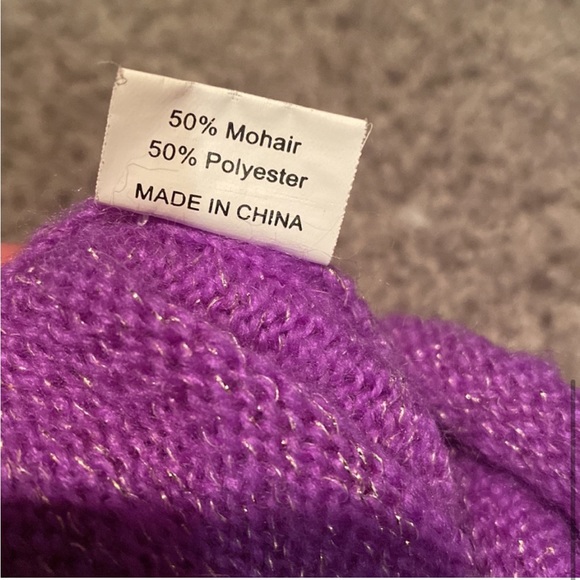 50% Mohair
50% Polyester
MADE IN CHINA